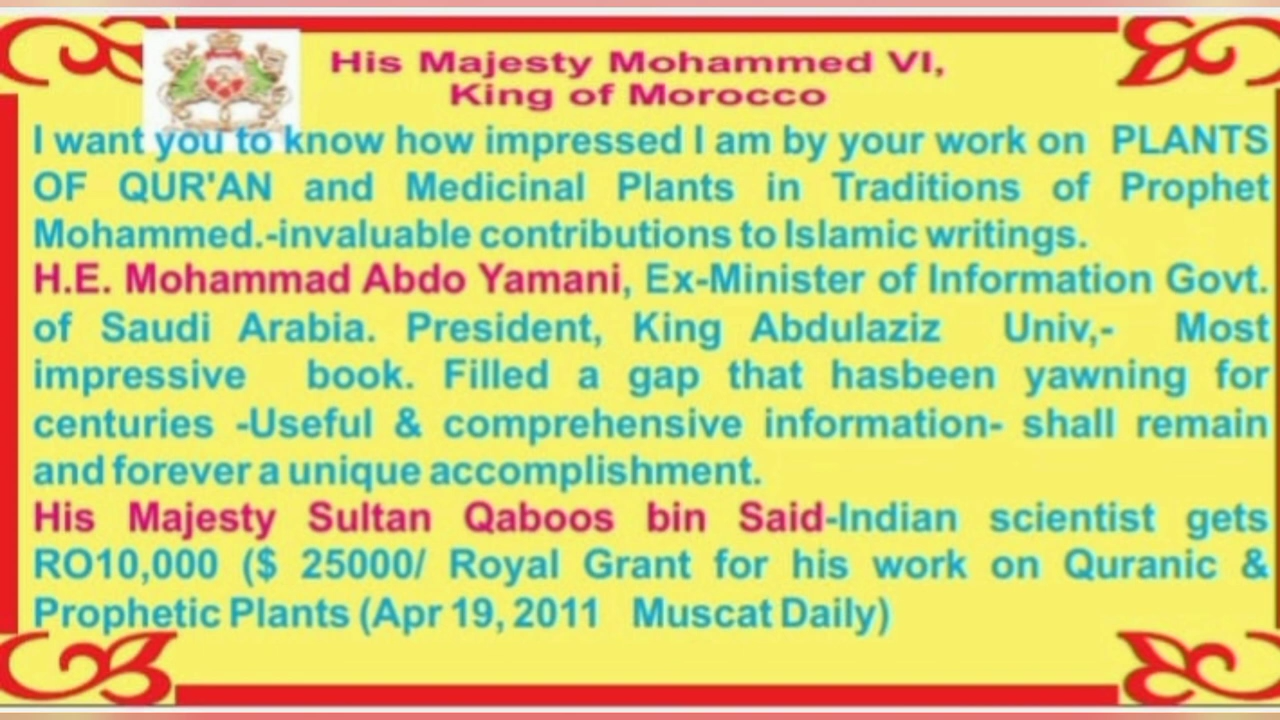 His Majesty Mohammed VI,
King of Morocco
I want you to know how impressed I am by your work on PLANTS
OF QUR'AN and Medicinal Plants in Traditions of Prophet
Mohammed.-invaluable contributions to Islamic writings.
H.E. Mohammad Abdo Yamani, Ex-Minister of Information Govt.
of Saudi Arabia. President, King Abdulaziz Univ,- Most
impressive book. Filled a gap that hasbeen yawning for
centuries -Useful & comprehensive information- shall remain
and forever a unique accomplishment.
His Majesty Sultan Qaboos bin Said-Indian scientist gets
RO10,000 ($ 25000/ Royal Grant for his work on Quranic &
Prophetic Plants (Apr 19, 2011 Muscat Daily)